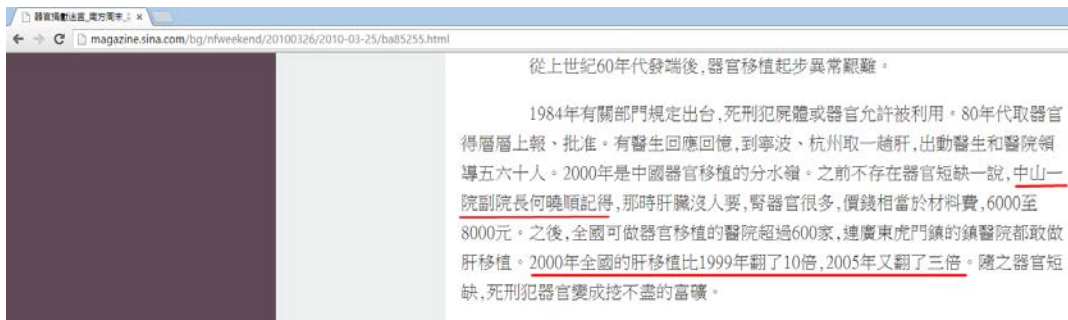 器官捐獻迷宫_南方周末_
magazine.sina.com/bg/nfweekend/20100326/2010-03-25/ba85255.html
從上世紀60年代發端後,器官移植起步異常艱難。
1984年有關部門規定出台,死刑犯屍體或器官允許被利用。80年代取器官
得層層上報、批准。有醫生回應回憶,到寧波、杭州取一趟肝,出動醫生和醫院領
導五六十人。2000年是中國器官移植的分水嶺。之前不存在器官短缺一說,中山一
院副院長何曉順記得,那時肝臟沒人要,腎器官很多,價錢相當於材料費,6000至
8000元。之後,全國可做器官移植的醫院超過600家,連廣東虎門鎮的鎮醫院都敢做
肝移植。2000年全國的肝移植比1999年翻了10倍,2005年又翻了三倍。隨之器官短
缺,死刑犯器官變成挖不盡的富礦。